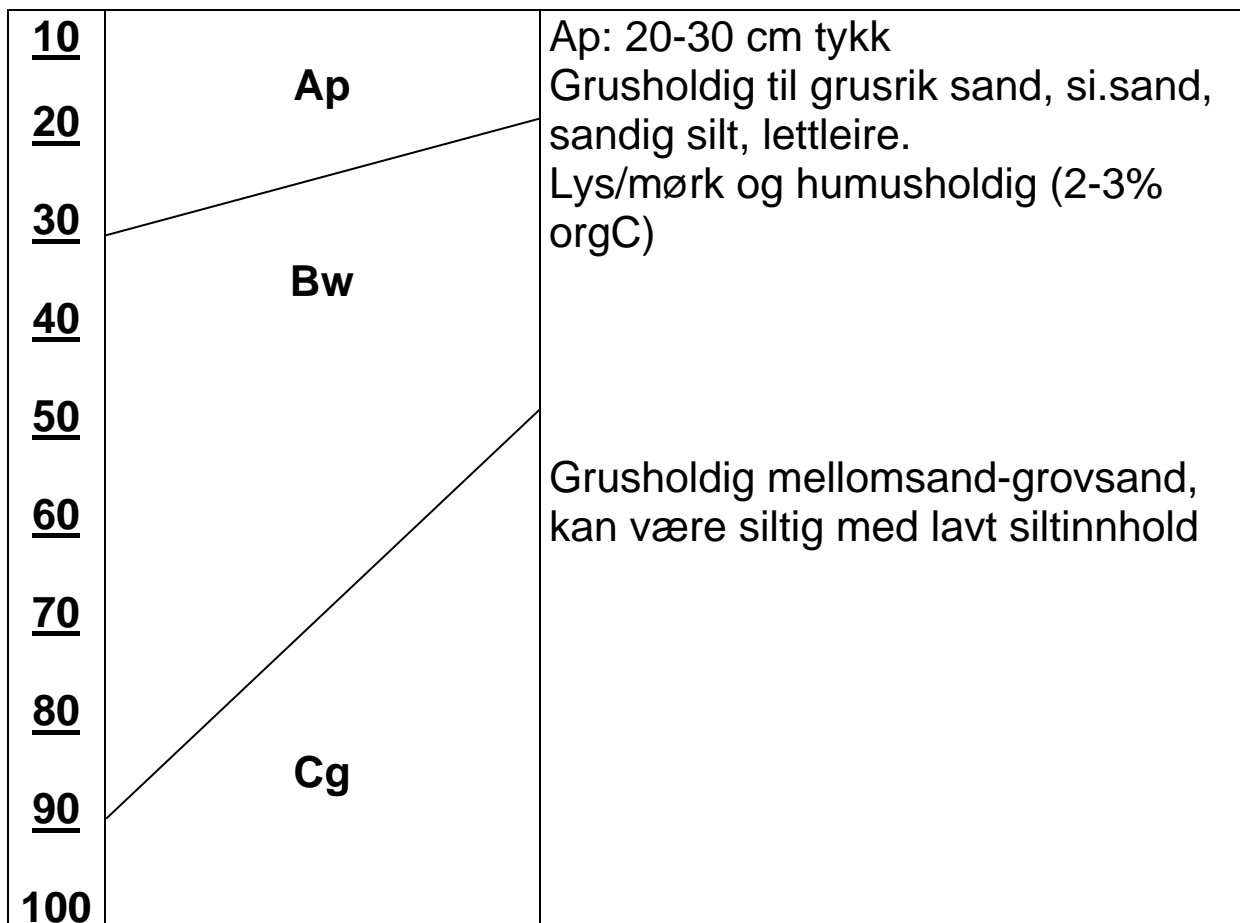 10
20
30
40
50
60
70
80
90
100
Ap
Bw
Cg
Ap: 20-30 cm tykk
Grusholdig til grusrik sand, si.sand,
sandig silt, lettleire.
Lys/mørk og humusholdig (2-3%
orgC)
Grusholdig mellomsand-grovsand,
kan være siltig med lavt siltinnhold